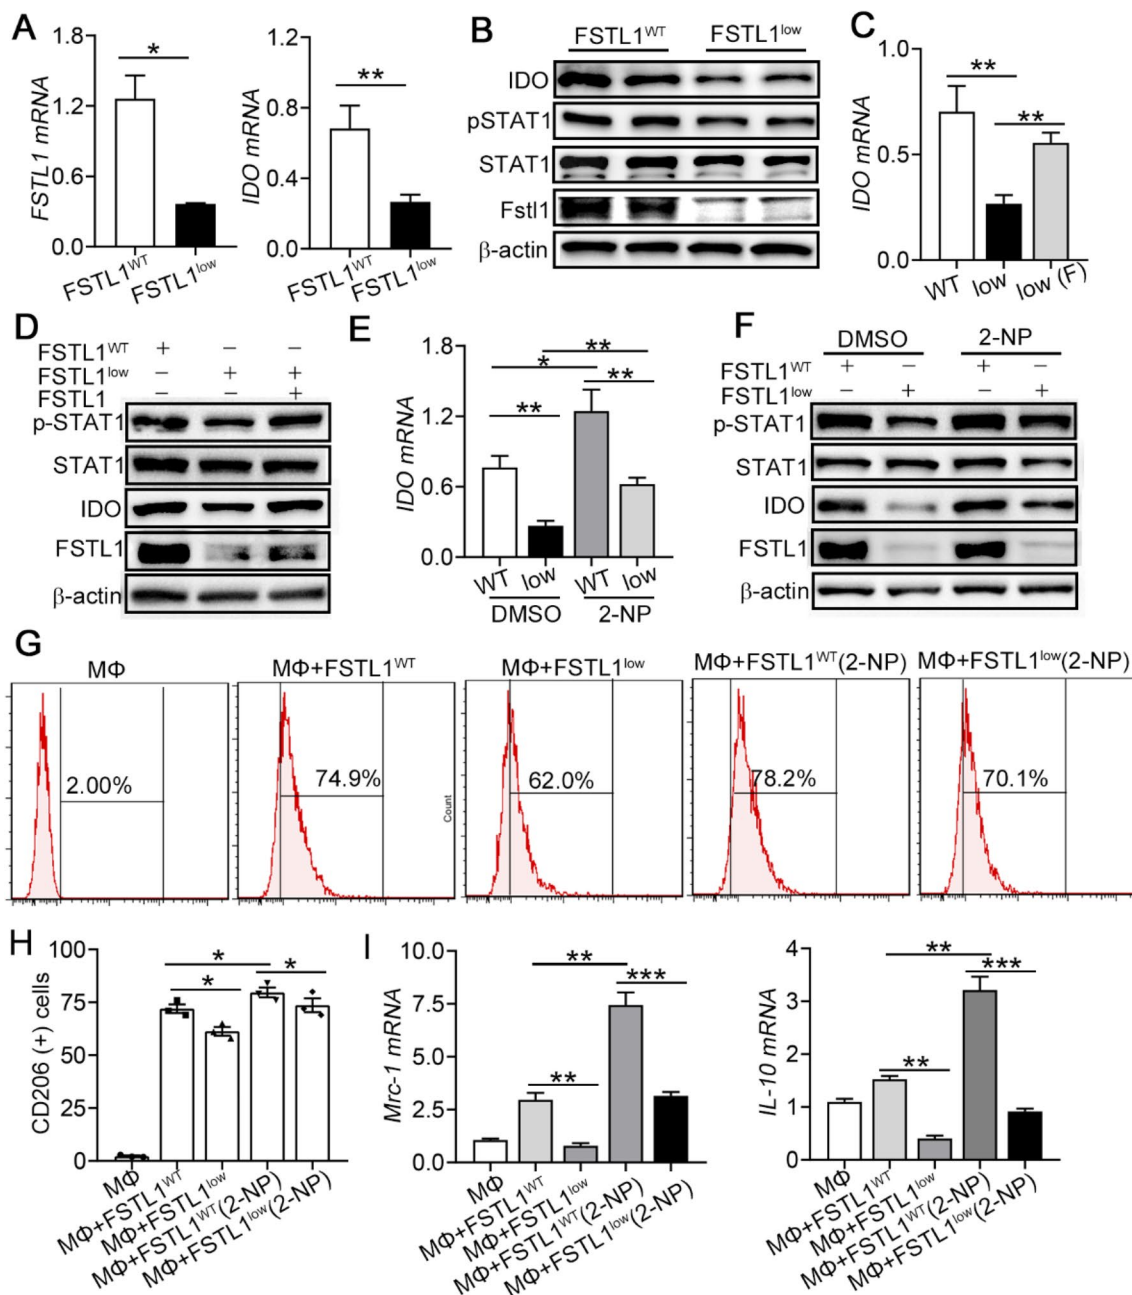 A
FSTL1 mRNA
1.8
1.2
0.6
0.0
*
FSTL1WT
FSTL1low
IDO mRNA
1.2
0.8
0.4
0.0
**
FSTL1WT
FSTL1low
B
FSTL1WT FSTL1low
IDO
pSTAT1
STAT1
Fstl1
β-actin
C
IDO mRNA
1.0
0.5
0.0
**
**
WT
low
low (F)
D
FSTL1WT + − −
FSTL1low − + +
FSTL1 − − +
p-STAT1
STAT1
IDO
FSTL1
β-actin
E
IDO mRNA
1.8
1.2
0.6
0.0
**
*
**
**
WT low WT low
DMSO 2-NP
F
DMSO 2-NP
FSTL1WT + − + −
FSTL1low − + − +
p-STAT1
STAT1
IDO
FSTL1
β-actin
G
MΦ
2.00%
MΦ+FSTL1WT
74.9%
MΦ+FSTL1low
Count
62.0%
MΦ+FSTL1WT(2-NP)
78.2%
MΦ+FSTL1low(2-NP)
70.1%
H
CD206 (+) cells
100
75
50
25
0
* *
*
MΦ
MΦ+FSTL1WT
MΦ+FSTL1low
MΦ+FSTL1WT(2-NP)
MΦ+FSTL1low(2-NP)
I
Mrc-1 mRNA
10.0
7.5
5.0
2.5
0.0
**
***
**
MΦ
MΦ+FSTL1WT
MΦ+FSTL1low
MΦ+FSTL1WT(2-NP)
MΦ+FSTL1low(2-NP)
IL-10 mRNA
4
3
2
1
0
**
***
**
MΦ
MΦ+FSTL1WT
MΦ+FSTL1low
MΦ+FSTL1WT(2-NP)
MΦ+FSTL1low(2-NP)